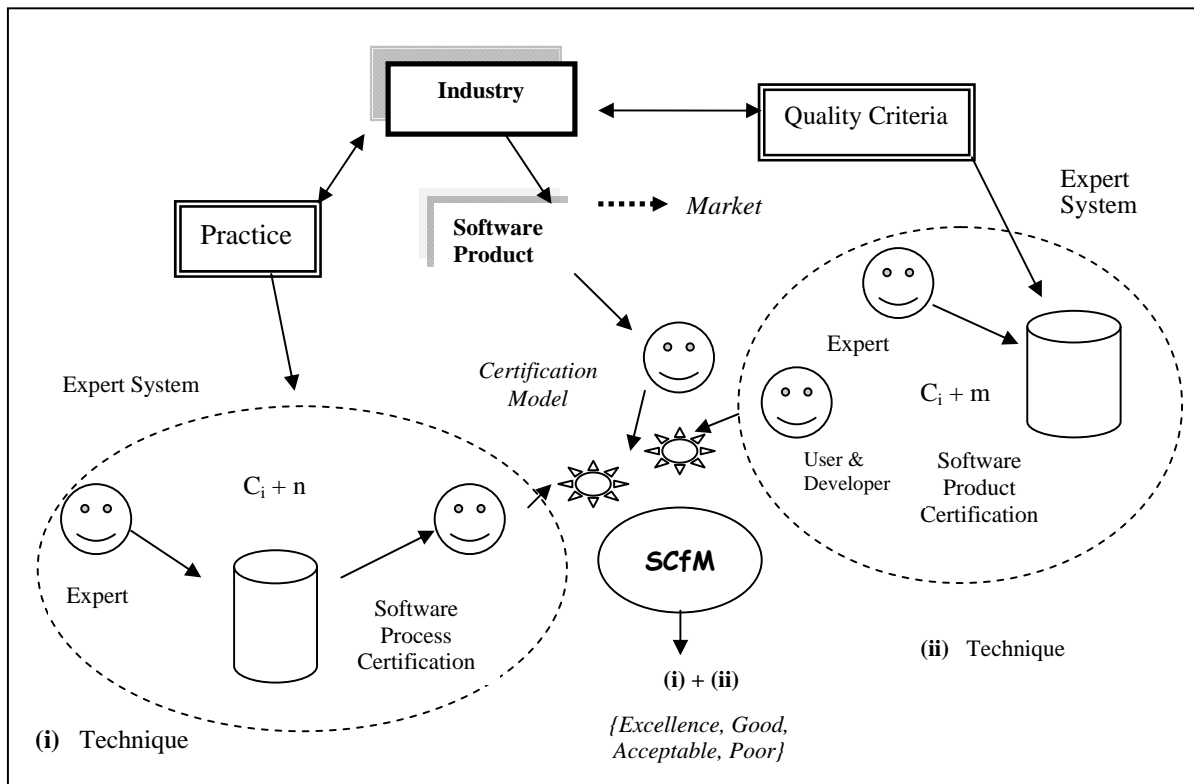 Industry
Quality Criteria
Practice
Software
Product
Market
Expert
System
Expert
Certification
Model
Expert System
C_i + m
User &
Developer
Software
Product
Certification
C_i + n
Expert
Software
Process
Certification
SCfM
(i) + (ii)
{Excellence, Good,
Acceptable, Poor}
(ii) Technique
(i) Technique